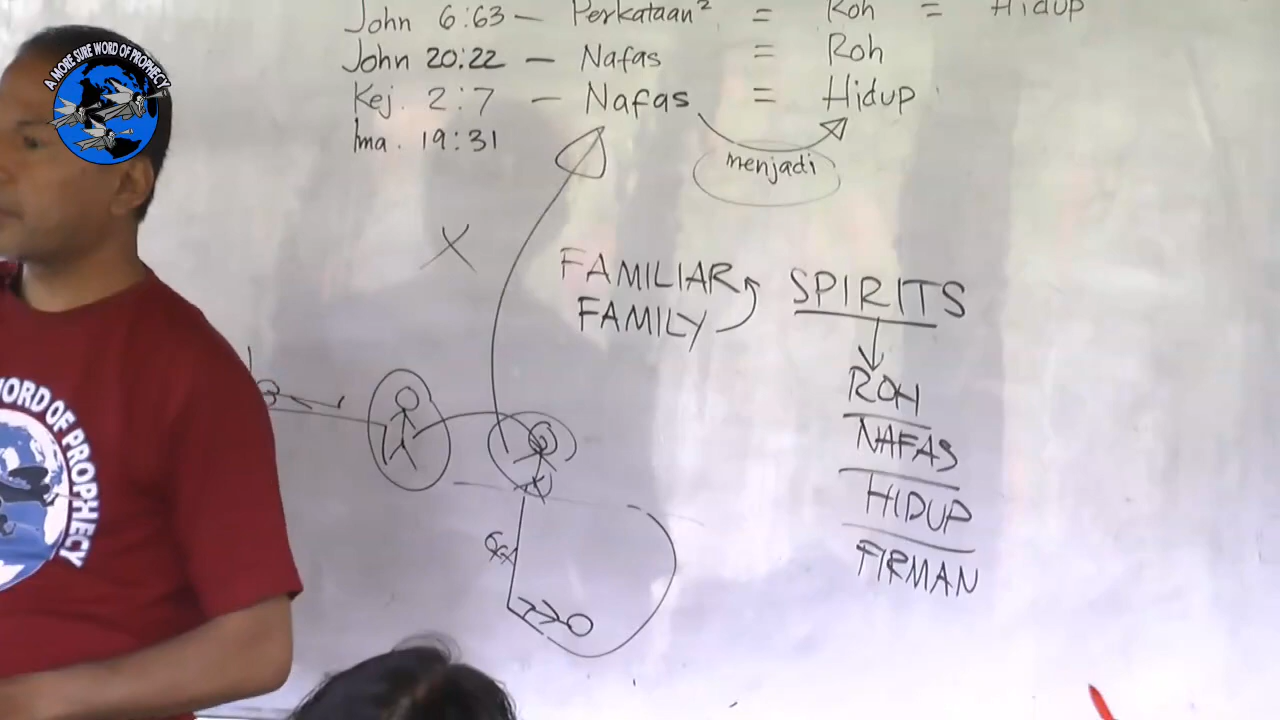 John 6:63 – Perkataan² = Roh = Hidup
John 20:22 – Nafas = Roh
Kej. 2:7 – Nafas = Hidup
Ima. 19:31
menjadi
X
FAMILIAR SPIRITS
FAMILY
ROH
NAFAS
HIDUP
FIRMAN
A MORE SURE WORD OF PROPHECY
WORD OF PROPHECY